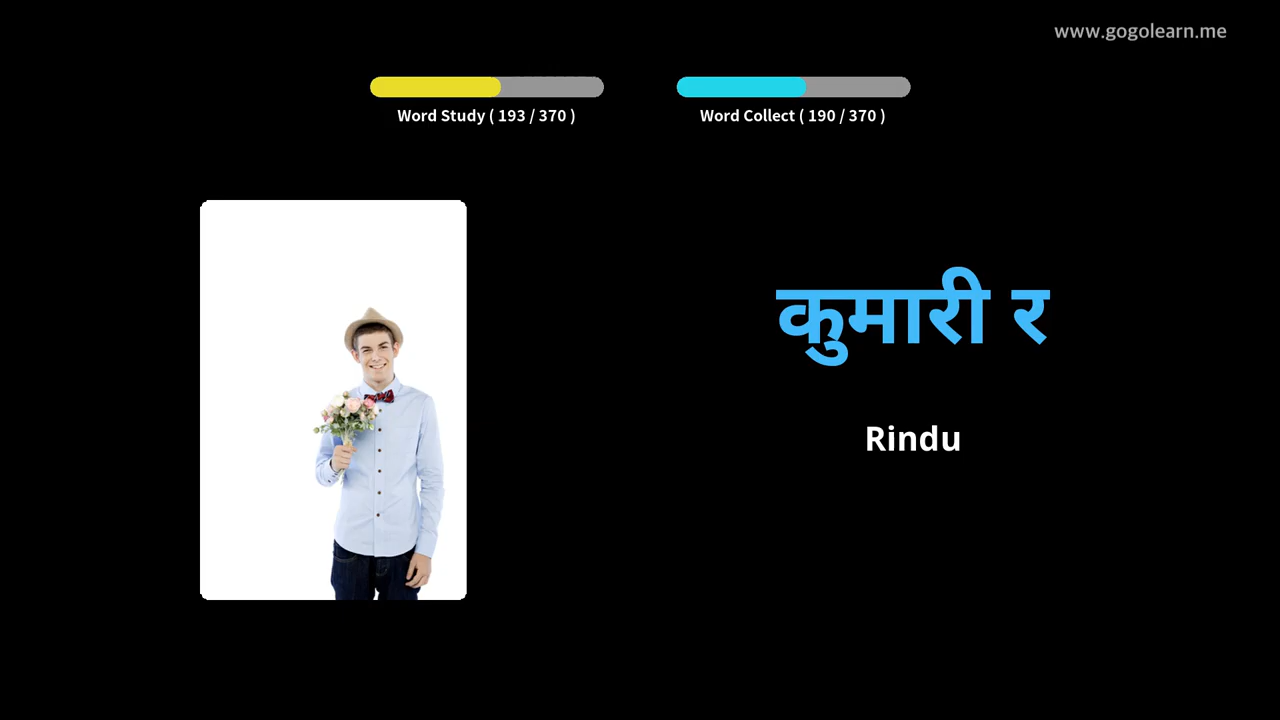 www.gogolearn.me
Word Study ( 193 / 370 )
Word Collect ( 190 / 370 )
कुमारी र
Rindu